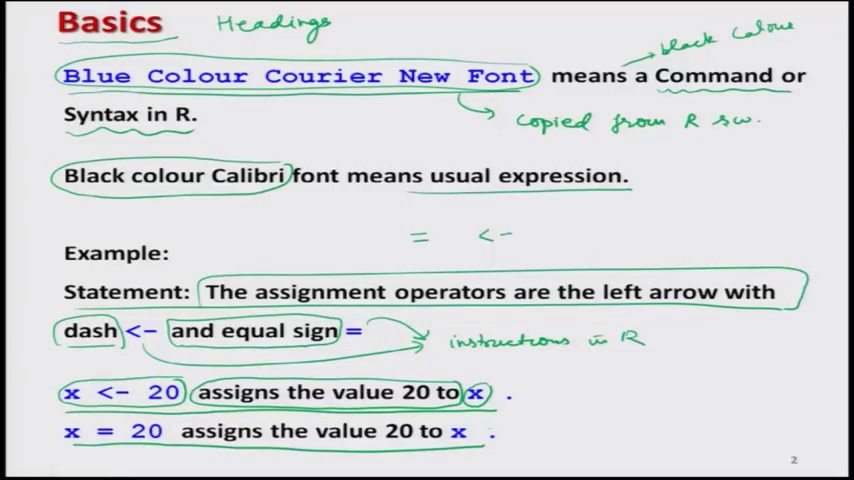 Basics Headings
black Colour
Blue Colour Courier New Font means a Command or
Syntax in R.
copied from R sw.
Black colour Calibri font means usual expression.
= <-
Example:
Statement: The assignment operators are the left arrow with
dash <- and equal sign =
instructions in R
x <- 20 assigns the value 20 to x .
x = 20 assigns the value 20 to x .
2